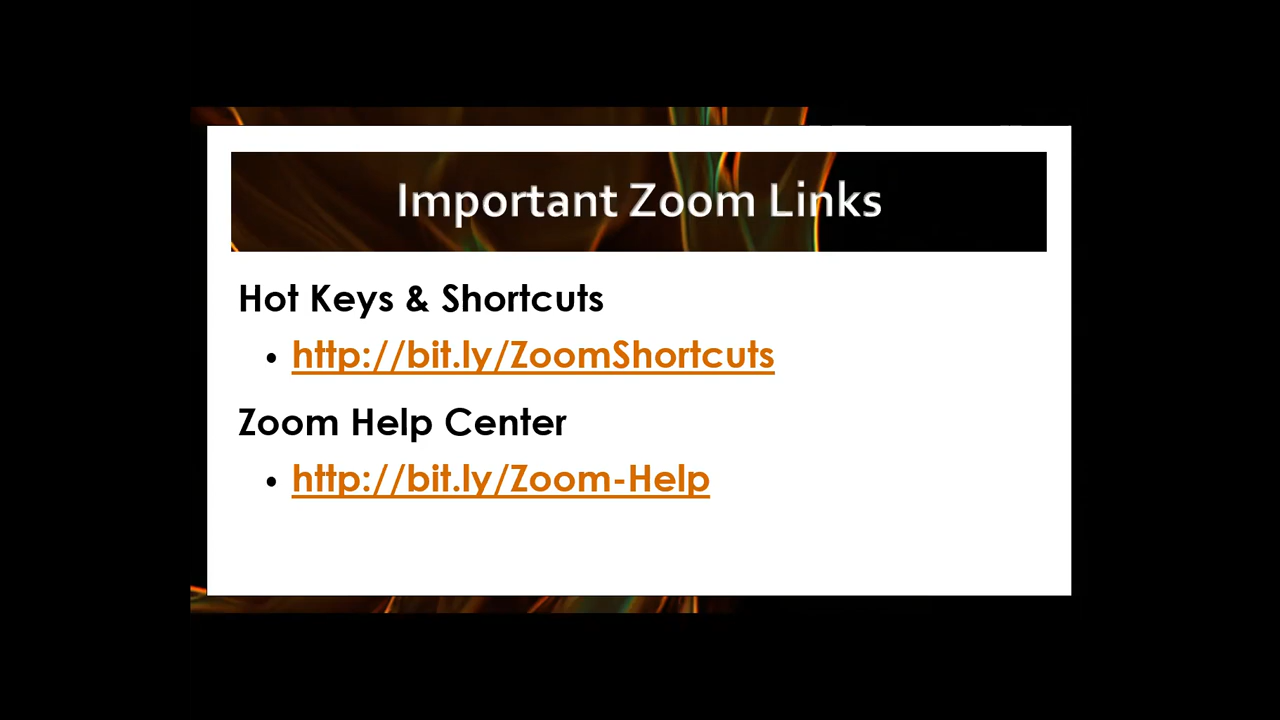 Important Zoom Links
Hot Keys & Shortcuts
• http://bit.ly/ZoomShortcuts
Zoom Help Center
• http://bit.ly/Zoom-Help